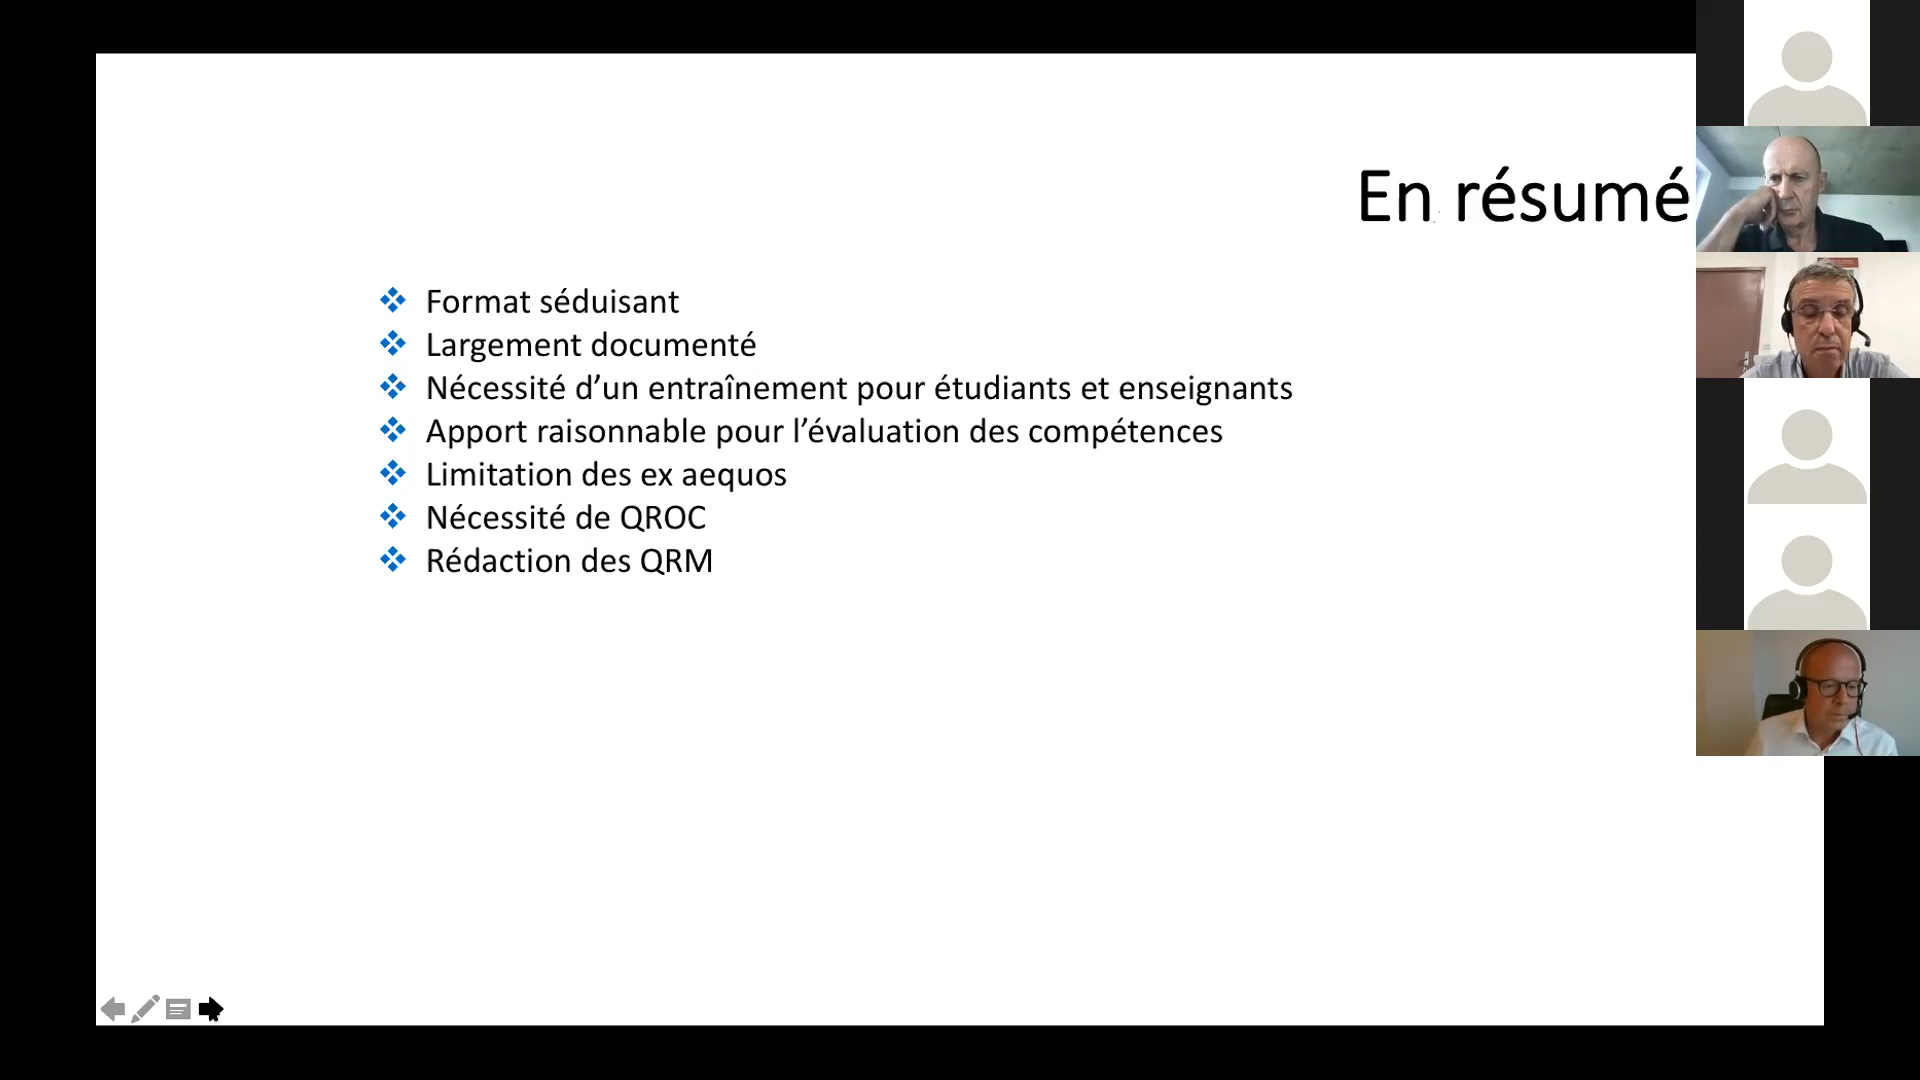 En résumé
Format séduisant
Largement documenté
Nécessité d’un entraînement pour étudiants et enseignants
Apport raisonnable pour l’évaluation des compétences
Limitation des ex aequos
Nécessité de QROC
Rédaction des QRM